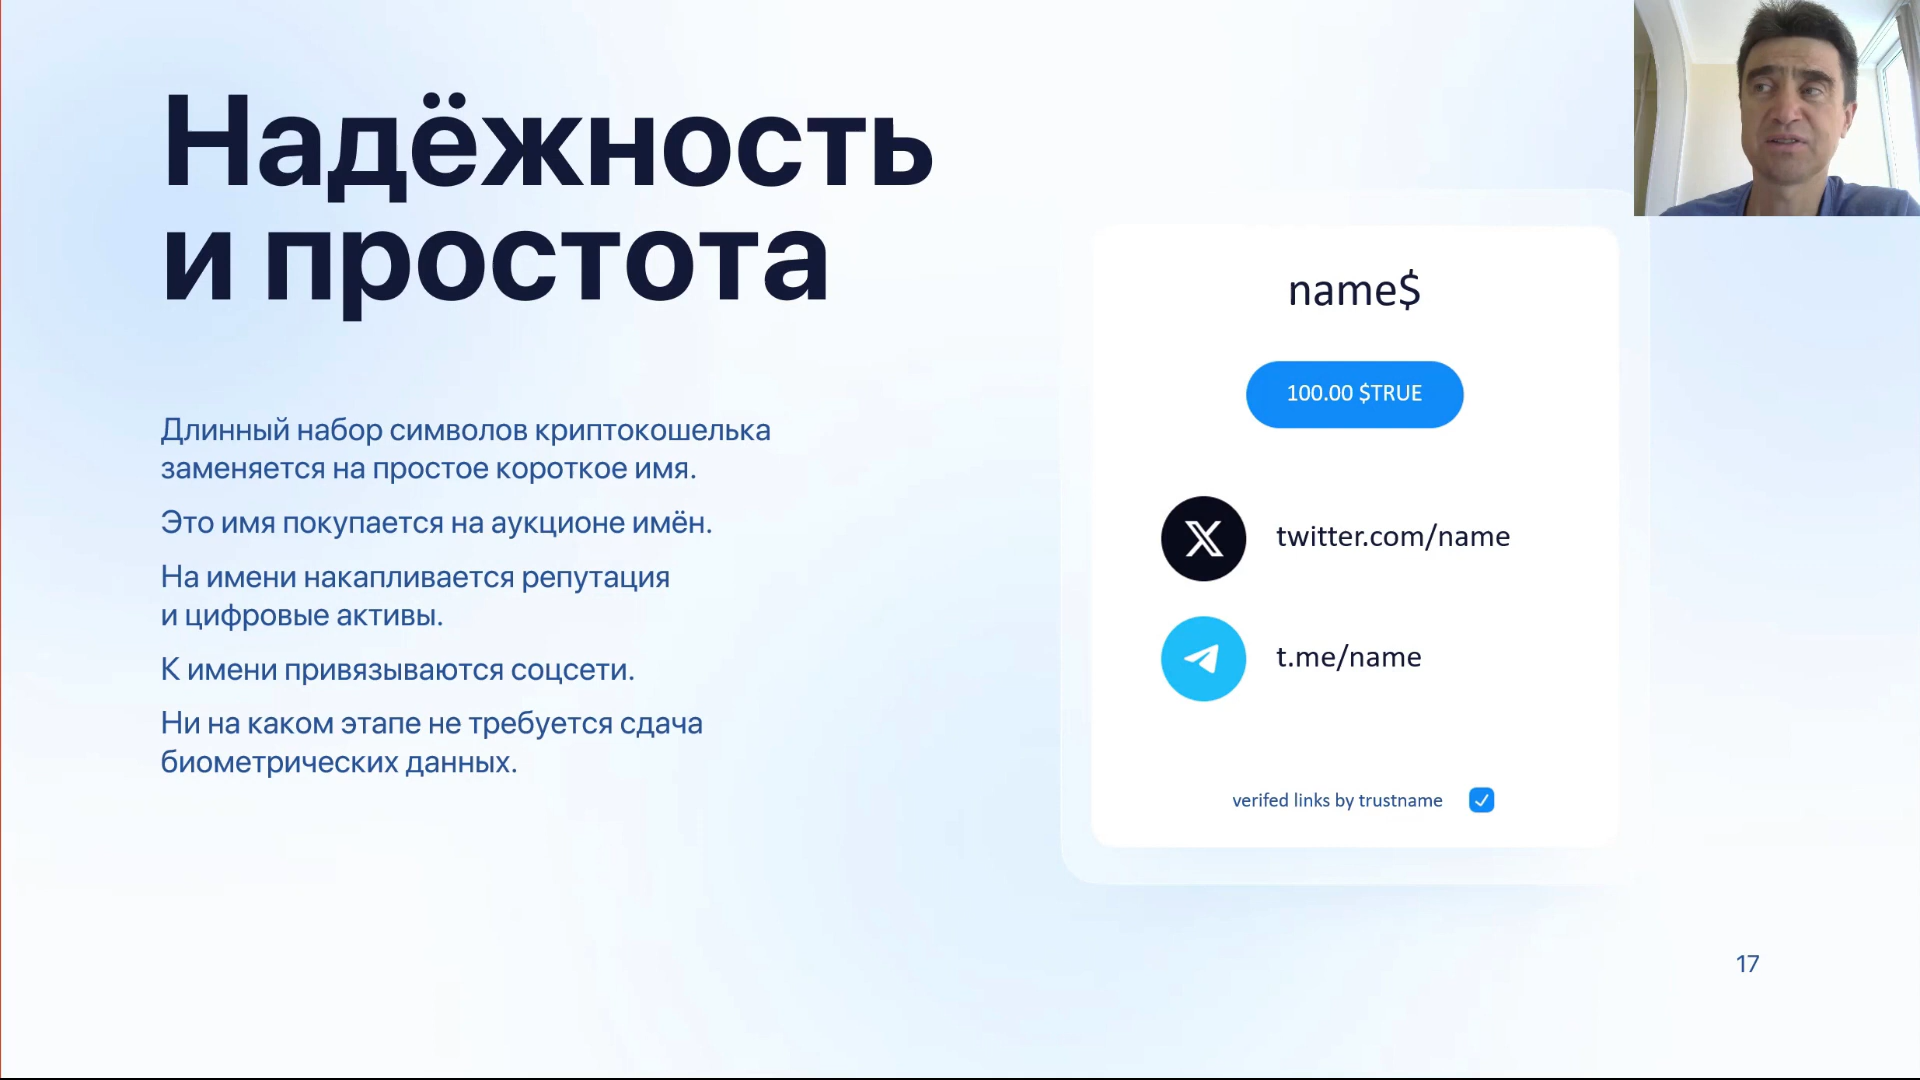 Надёжность
и простота
Длинный набор символов криптокошелька
заменяется на простое короткое имя.
Это имя покупается на аукционе имён.
На имени накапливается репутация
и цифровые активы.
К имени привязываются соцсети.
Ни на каком этапе не требуется сдача
биометрических данных.
name$
100.00 $TRUE
twitter.com/name
t.me/name
verifed links by trustname
17